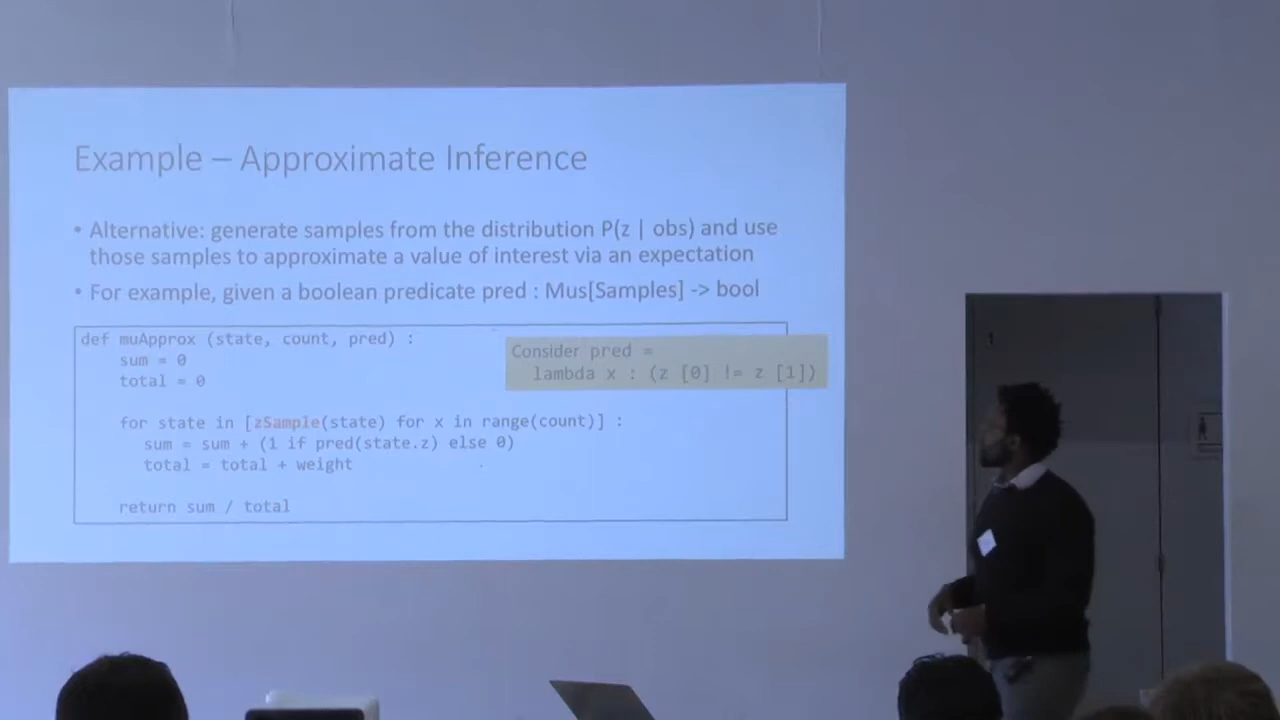 Example – Approximate Inference
• Alternative: generate samples from the distribution P(z | obs) and use
those samples to approximate a value of interest via an expectation
• For example, given a boolean predicate pred : Mus[Samples] -> bool
def muApprox (state, count, pred) :
sum = 0
total = 0
for state in [zSample(state) for x in range(count)] :
sum = sum + (1 if pred(state.z) else 0)
total = total + weight
return sum / total
Consider pred =
lambda x : (z [0] != z [1])